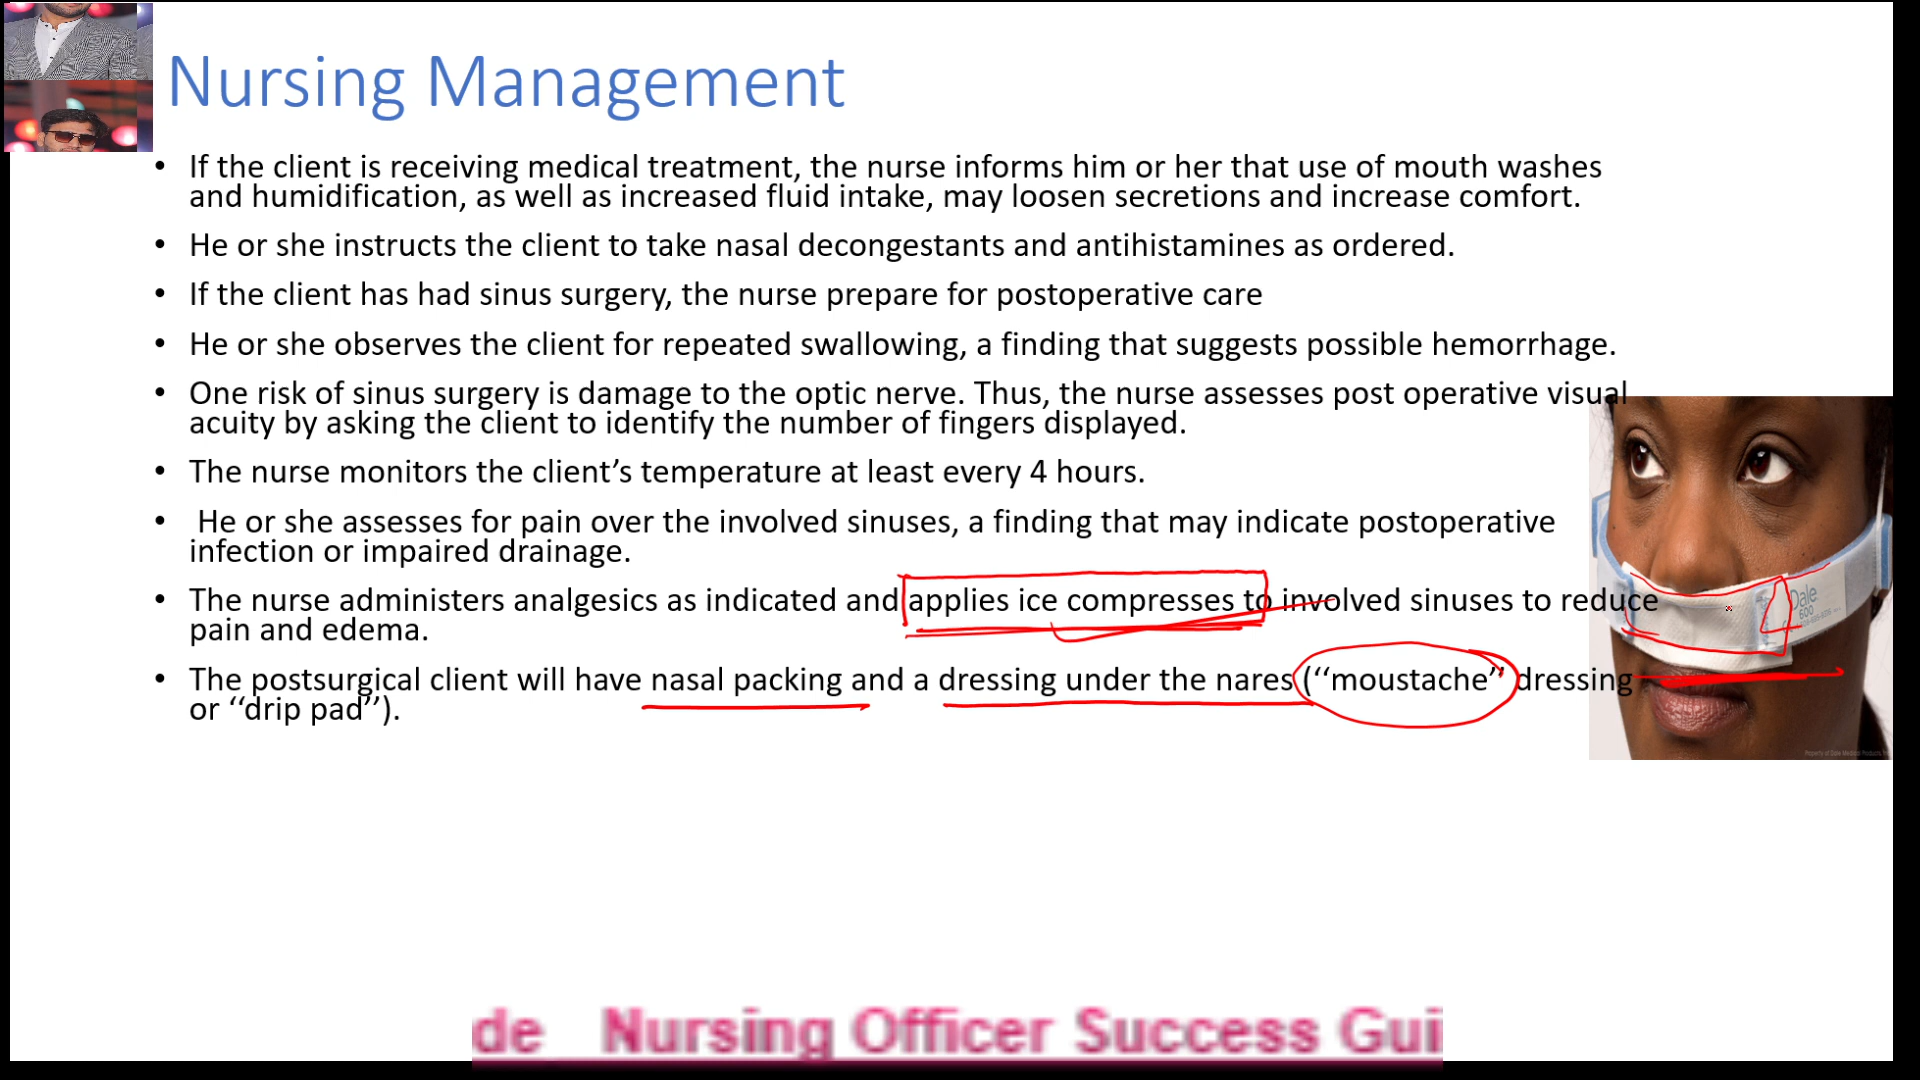 Nursing Management
• If the client is receiving medical treatment, the nurse informs him or her that use of mouth washes
and humidification, as well as increased fluid intake, may loosen secretions and increase comfort.
• He or she instructs the client to take nasal decongestants and antihistamines as ordered.
• If the client has had sinus surgery, the nurse prepare for postoperative care
• He or she observes the client for repeated swallowing, a finding that suggests possible hemorrhage.
• One risk of sinus surgery is damage to the optic nerve. Thus, the nurse assesses post operative visual
acuity by asking the client to identify the number of fingers displayed.
• The nurse monitors the client’s temperature at least every 4 hours.
• He or she assesses for pain over the involved sinuses, a finding that may indicate postoperative
infection or impaired drainage.
• The nurse administers analgesics as indicated and applies ice compresses to involved sinuses to reduce
pain and edema.
• The postsurgical client will have nasal packing and a dressing under the nares (‘‘moustache’’ dressing
or ‘‘drip pad’’).
Dale
600
de Nursing Officer Success Gui